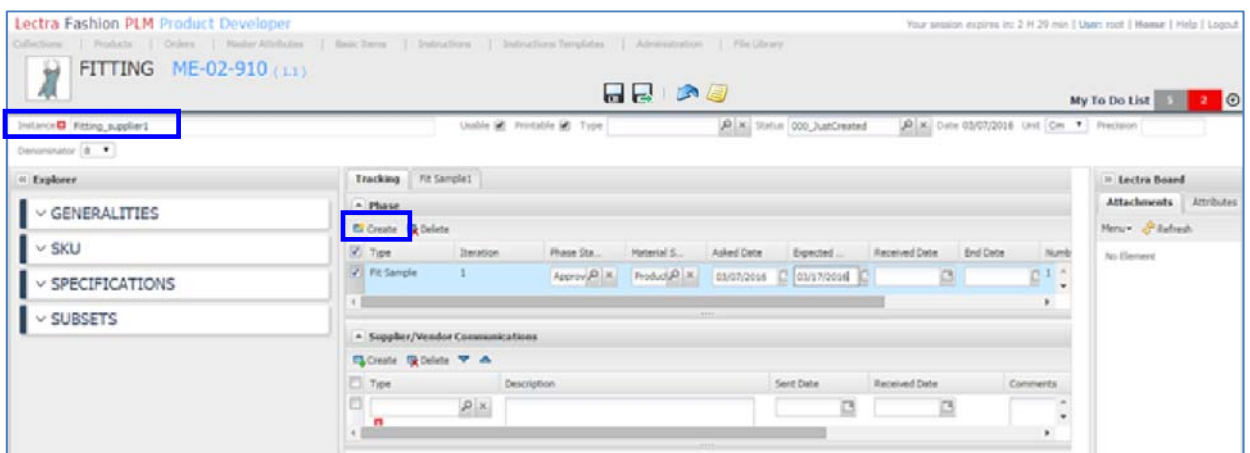 Lectra Fashion PLM Product Developer
Your session expires in: 2 H 29 min | User: root | Home | Help | Logout
Collections | Products | Orders | Master Attributes | Basic Items | Instructions | Instructions Templates | Administration | File Library
FITTING ME-02-910 (1.1)
My To Do List 5 2
Instance Fitting_supplier1 Usable Printable Type Status 000_JustCreated Date 03/07/2016 Unit Cm Precision
Denominator 8
Explorer
GENERALITIES
SKU
SPECIFICATIONS
SUBSETS
Tracking Fit Sample1
Phase
Create Delete
Type Iteration Phase Sta... Material S... Asked Date Expected ... Received Date End Date Numb
Fit Sample 1 Approv Product 03/07/2016 03/17/2016 1
Supplier/Vendor Communications
Create Delete
Type Description Sent Date Received Date Comments
Lectra Board
Attachments Attributes
Menu Refresh
No Element